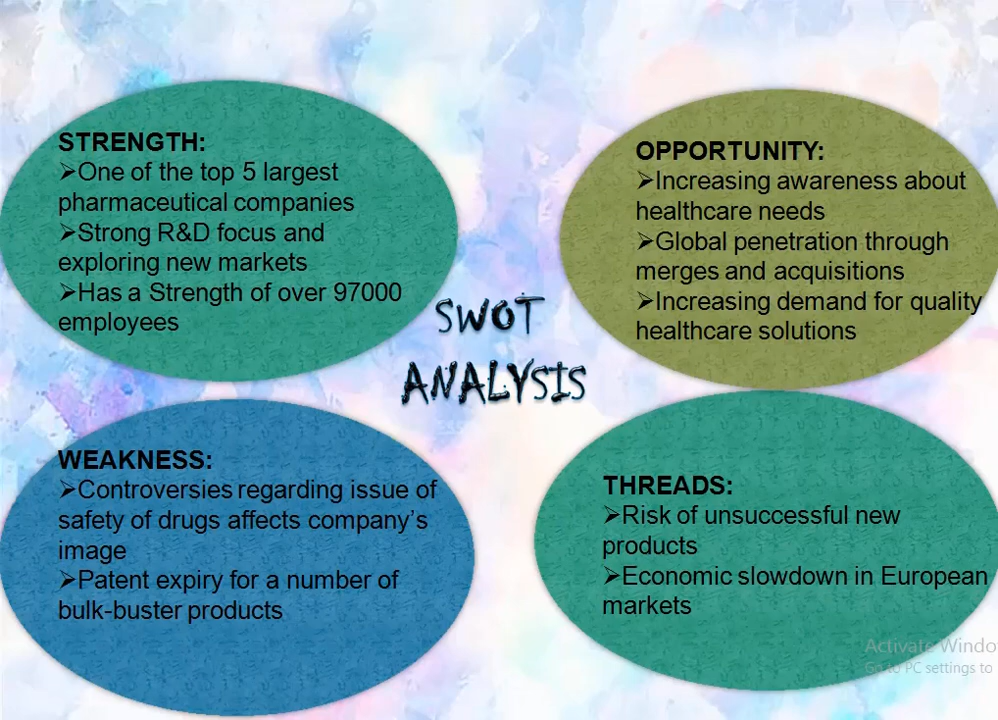 STRENGTH:
➢One of the top 5 largest
pharmaceutical companies
➢Strong R&D focus and
exploring new markets
➢Has a Strength of over 97000
employees
OPPORTUNITY:
➢Increasing awareness about
healthcare needs
➢Global penetration through
merges and acquisitions
➢Increasing demand for quality
healthcare solutions
SWOT
ANALYSIS
WEAKNESS:
➢Controversies regarding issue of
safety of drugs affects company's
image
➢Patent expiry for a number of
bulk-buster products
THREADS:
➢Risk of unsuccessful new
products
➢Economic slowdown in European
markets
Activate Windo
Go to PC settings to